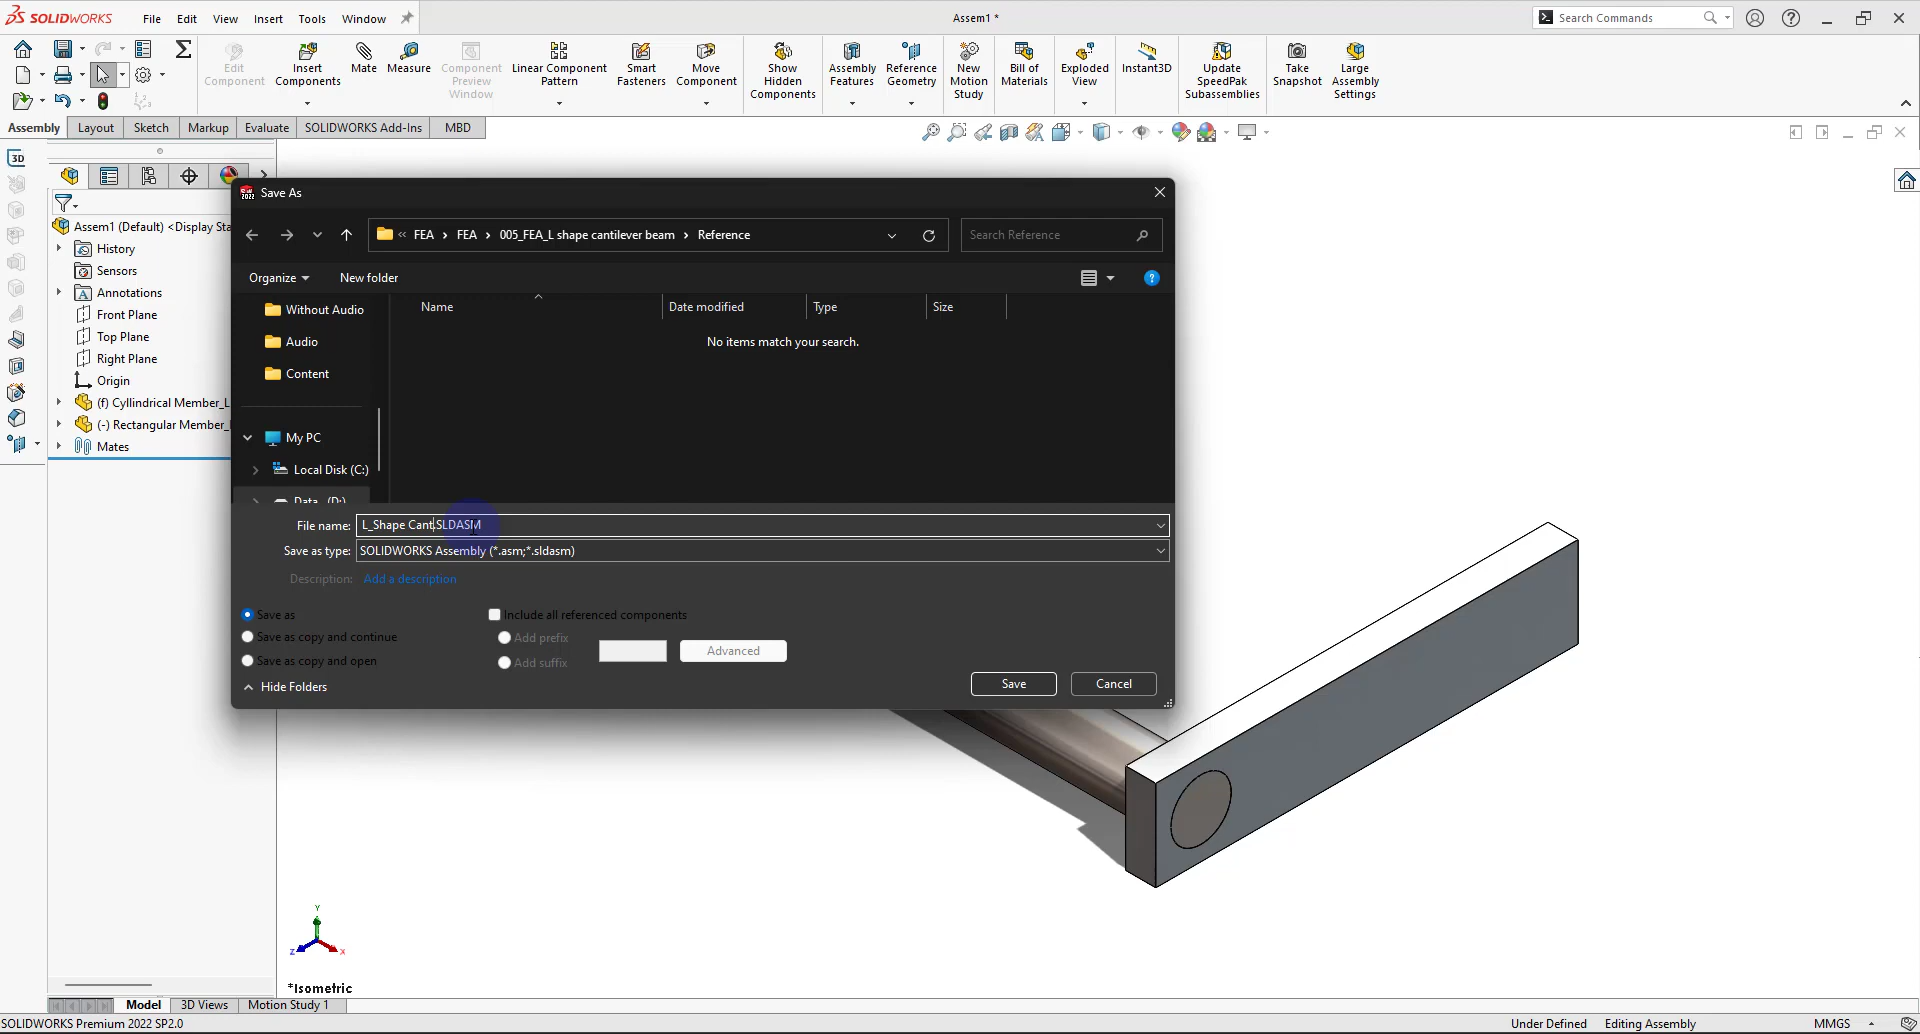 SOLIDWORKS
File
Edit
View
Insert
Tools
Window
Assem1 *
Search Commands
Edit
Component
Insert
Components
Mate
Measure
Component
Preview
Window
Linear Component
Pattern
Smart
Fasteners
Move
Component
Show
Hidden
Components
Assembly
Features
Reference
Geometry
New
Motion
Study
Bill of
Materials
Exploded
View
Instant3D
Update
SpeedPak
Subassemblies
Take
Snapshot
Large
Assembly
Settings
Assembly
Layout
Sketch
Markup
Evaluate
SOLIDWORKS Add-Ins
MBD
3D
Assem1 (Default) <Display Sta
History
Sensors
Annotations
Front Plane
Top Plane
Right Plane
Origin
(f) Cyllindrical Member_L
(-) Rectangular Member_
Mates
Save As
« FEA › FEA › 005_FEA_L shape cantilever beam › Reference
Search Reference
Organize
New folder
Without Audio
Audio
Content
My PC
Local Disk (C:)
Data (D:)
Name
Date modified
Type
Size
No items match your search.
File name: L_Shape Cant.SLDASM
Save as type: SOLIDWORKS Assembly (*.asm;*.sldasm)
Description: Add a description
Save as
Save as copy and continue
Save as copy and open
Include all referenced components
Add prefix
Add suffix
Advanced
Hide Folders
Save
Cancel
Y
Z
X
*Isometric
Model
3D Views
Motion Study 1
SOLIDWORKS Premium 2022 SP2.0
Under Defined
Editing Assembly
MMGS